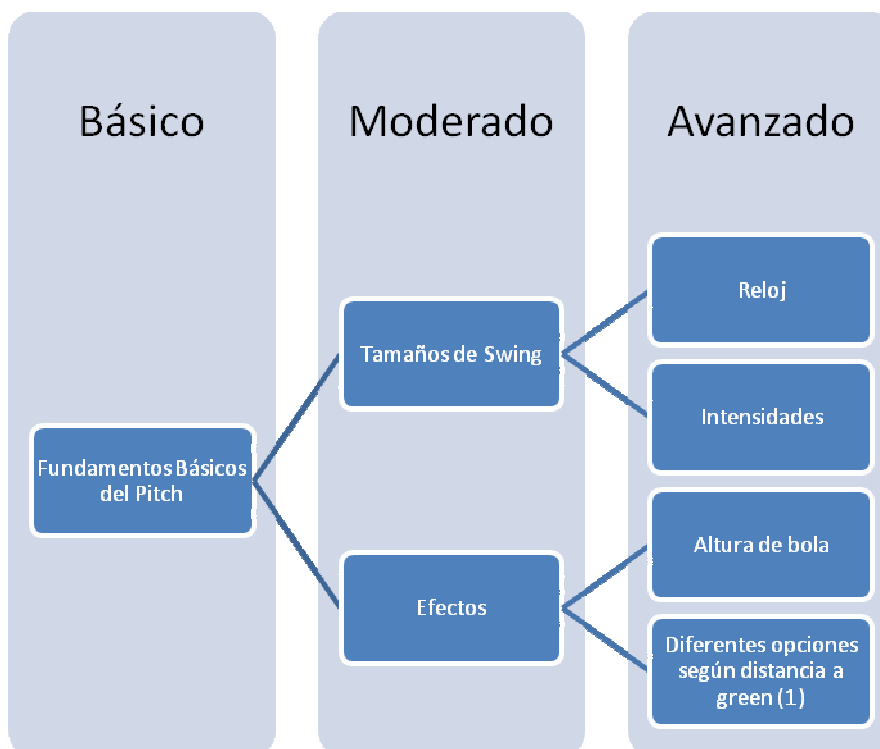 Básico
Moderado
Avanzado
Fundamentos Básicos
del Pitch
Tamaños de Swing
Efectos
Reloj
Intensidades
Altura de bola
Diferentes opciones
según distancia a
green (1)